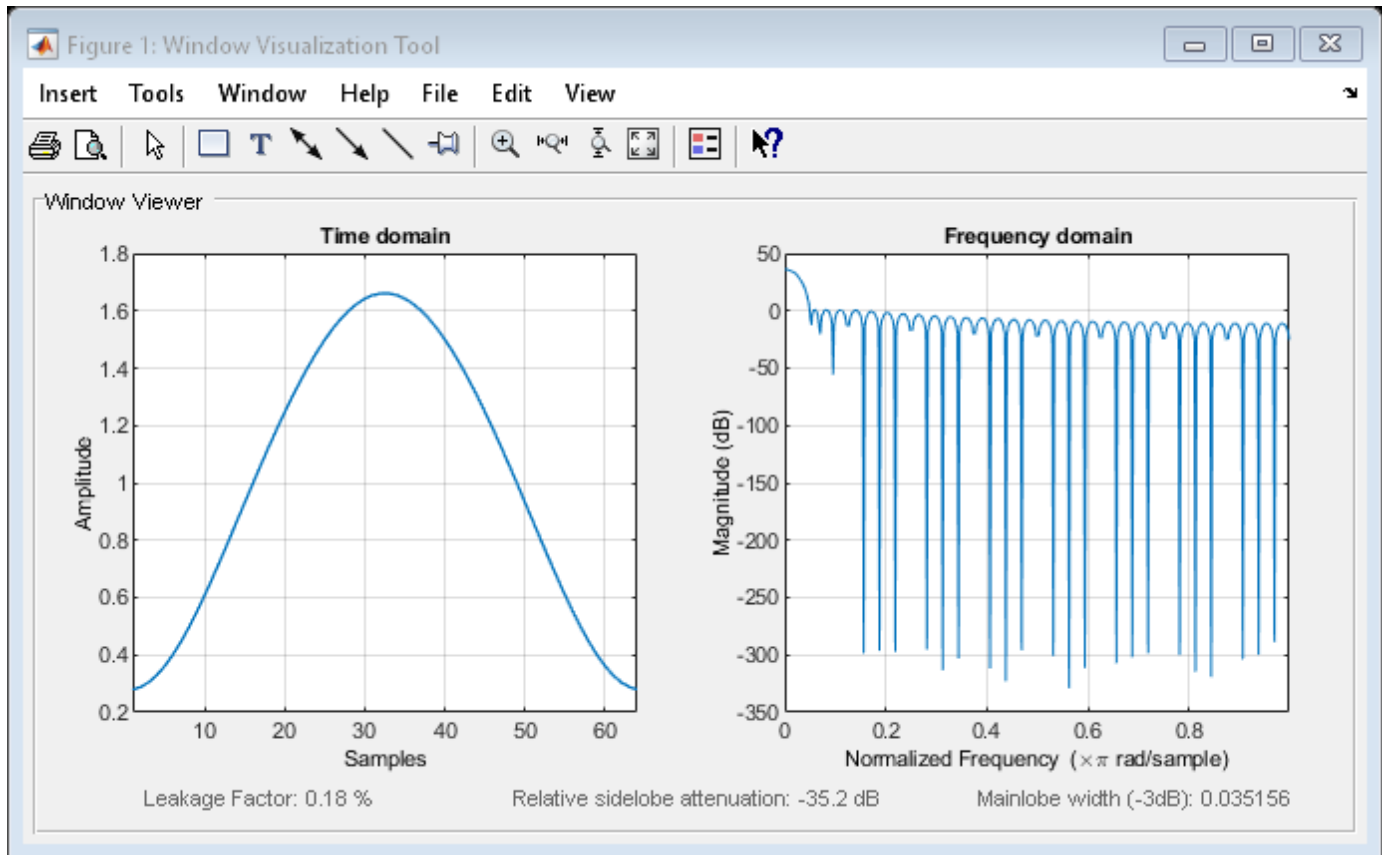 Figure 1: Window Visualization Tool
Insert Tools Window Help File Edit View
T
?
Window Viewer
Time domain
1.8
1.6
1.4
1.2
1
0.8
0.6
0.4
0.2
Amplitude
10 20 30 40 50 60
Samples
Frequency domain
50
0
-50
-100
-150
-200
-250
-300
-350
Magnitude (dB)
0 0.2 0.4 0.6 0.8
Normalized Frequency (×π rad/sample)
Leakage Factor: 0.18 % Relative sidelobe attenuation: -35.2 dB Mainlobe width (-3dB): 0.035156